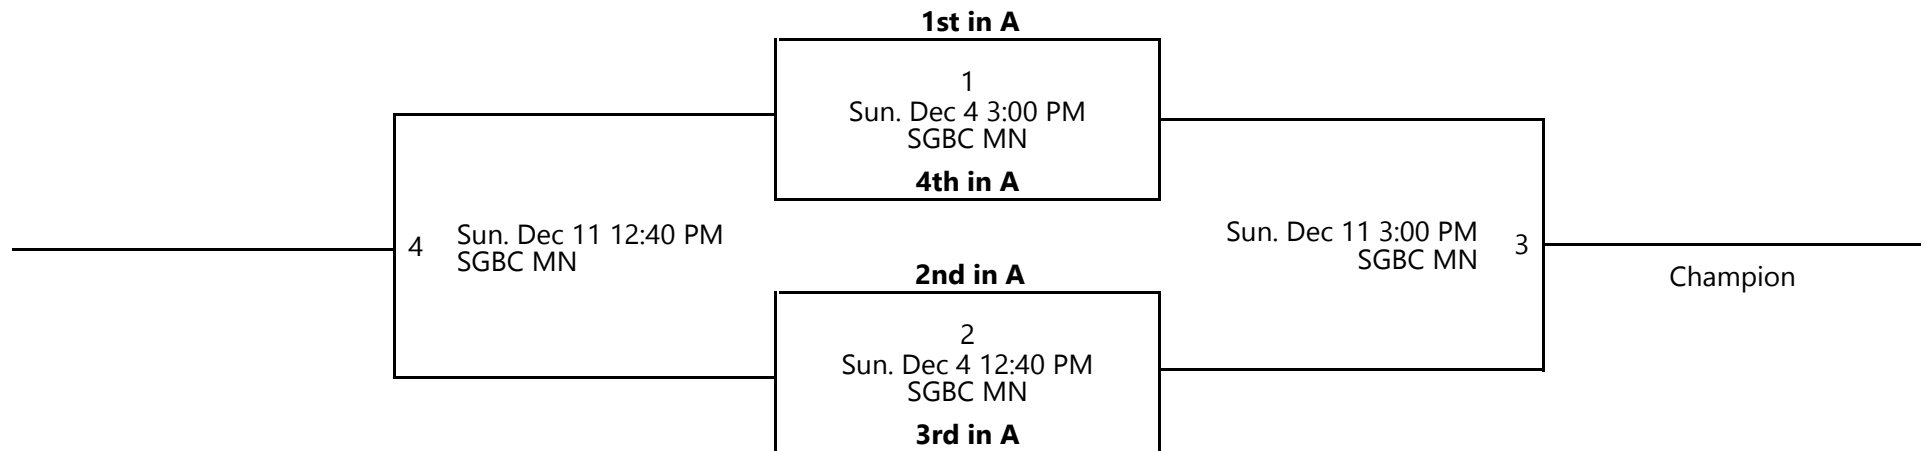 1st in A
1
Sun. Dec 4 3:00 PM
SGBC MN
4th in A
4
Sun. Dec 11 12:40 PM
SGBC MN
Sun. Dec 11 3:00 PM
SGBC MN
3
Champion
2nd in A
2
Sun. Dec 4 12:40 PM
SGBC MN
3rd in A